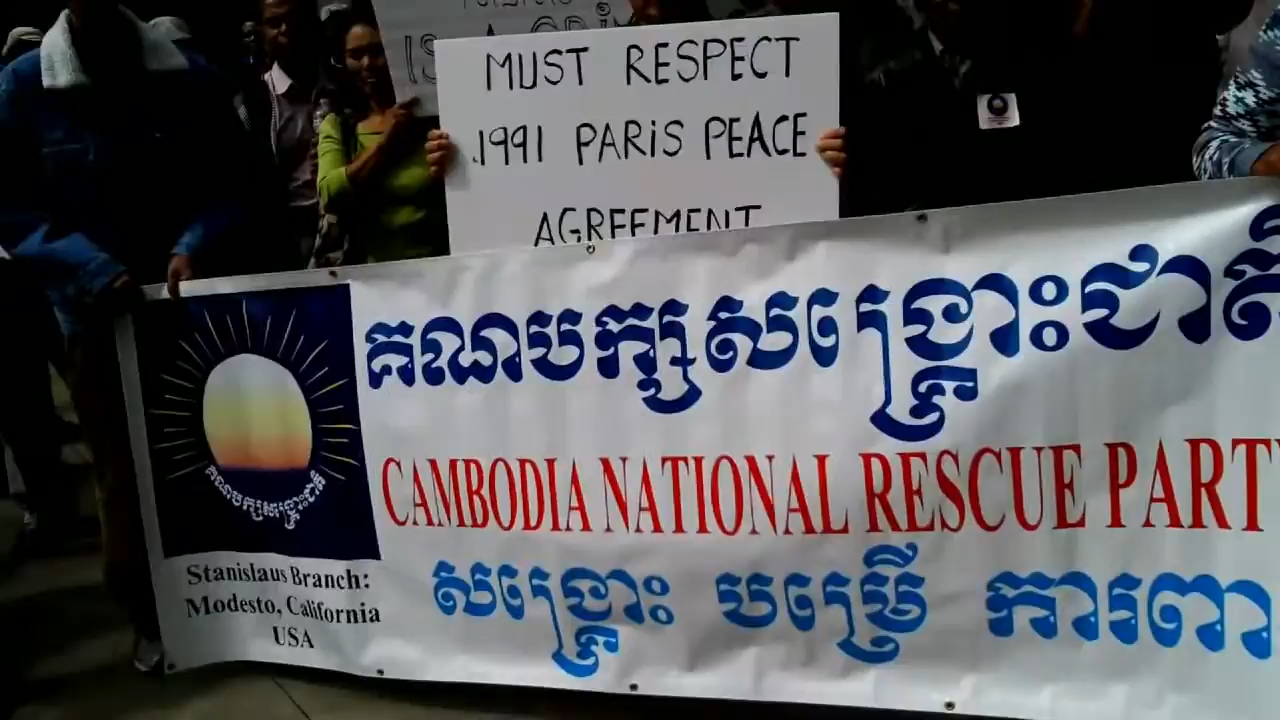 IS A CRI
MUST RESPECT
1991 PARIS PEACE
AGREEMENT
គណបក្សសង្គ្រោះជាតិ
CAMBODIA NATIONAL RESCUE PARTY
សង្គ្រោះ បម្រើ ការពា
គណបក្សសង្គ្រោះជាតិ
Stanislaus Branch:
Modesto, California
USA